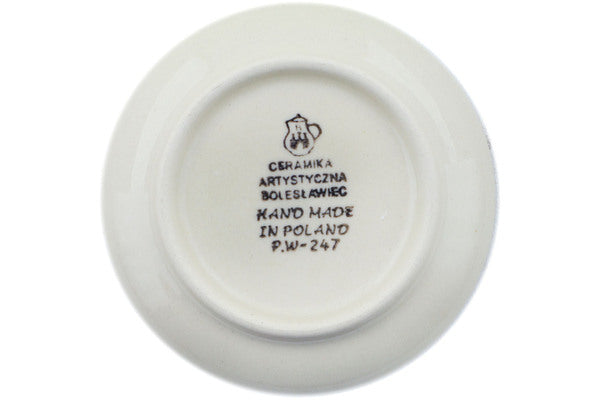 CERAMIKA
ARTYSTYCZNA
BOLESŁAWIEC
HAND MADE
IN POLAND
P.W-247